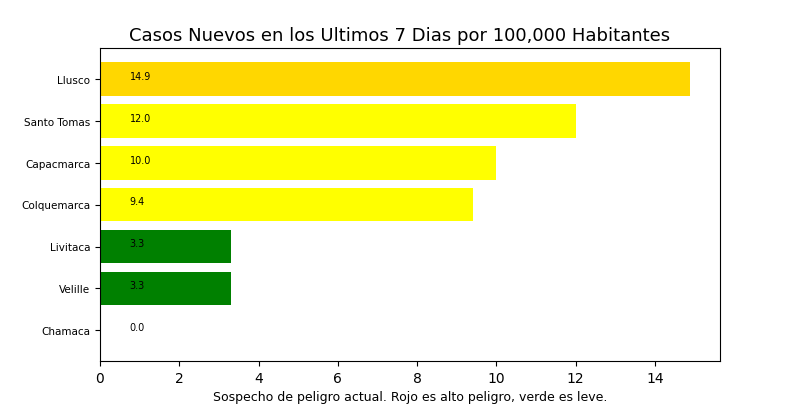 Casos Nuevos en los Ultimos 7 Dias por 100,000 Habitantes
Llusco 14.9
Santo Tomas 12.0
Capacmarca 10.0
Colquemarca 9.4
Livitaca 3.3
Velille 3.3
Chamaca 0.0
0 2 4 6 8 10 12 14
Sospecho de peligro actual. Rojo es alto peligro, verde es leve.